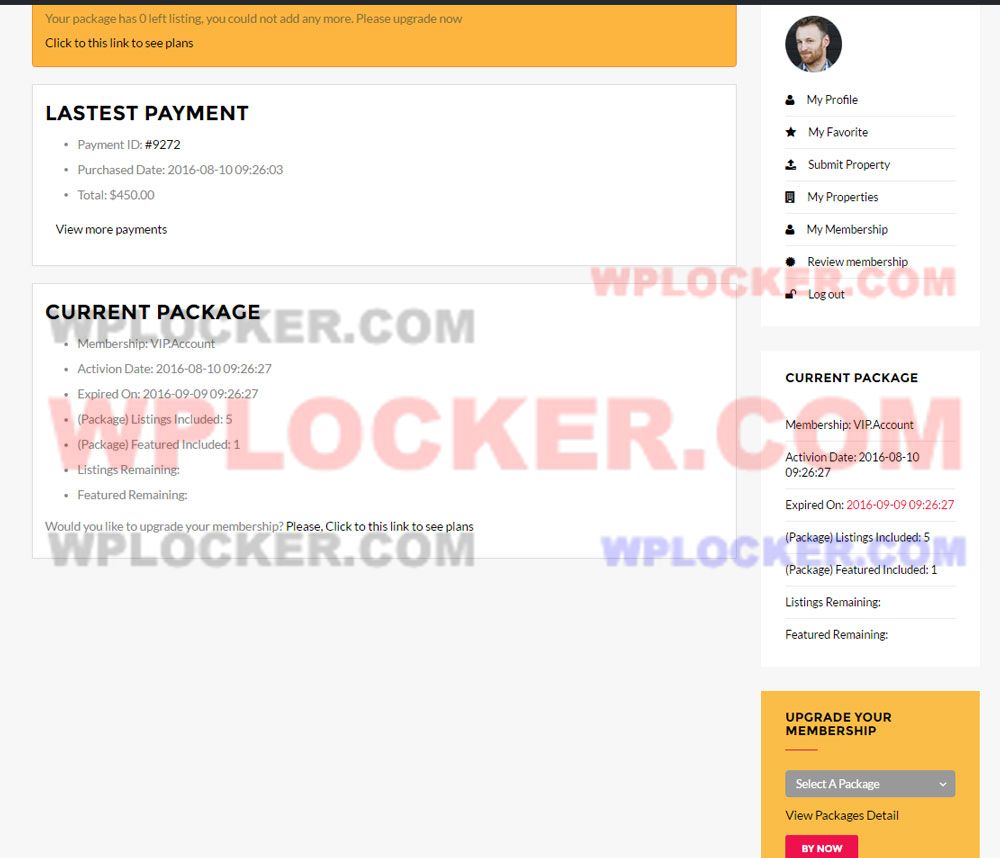 Your package has 0 left listing, you could not add any more. Please upgrade now
Click to this link to see plans
LASTEST PAYMENT
Payment ID: #9272
Purchased Date: 2016-08-10 09:26:03
Total: $450.00
View more payments
CURRENT PACKAGE
Membership: VIP.Account
Activion Date: 2016-08-10 09:26:27
Expired On: 2016-09-09 09:26:27
(Package) Listings Included: 5
(Package) Featured Included: 1
Listings Remaining:
Featured Remaining:
Would you like to upgrade your membership? Please, Click to this link to see plans
My Profile
My Favorite
Submit Property
My Properties
My Membership
Review membership
Log out
CURRENT PACKAGE
Membership: VIP.Account
Activion Date: 2016-08-10
09:26:27
Expired On: 2016-09-09 09:26:27
(Package) Listings Included: 5
(Package) Featured Included: 1
Listings Remaining:
Featured Remaining:
UPGRADE YOUR
MEMBERSHIP
Select A Package
View Packages Detail
BY NOW
WPLOCKER.COM
WPLOCKER.COM
WPLOCKER.COM
WPLOCKER.COM
WPLOCKER.COM